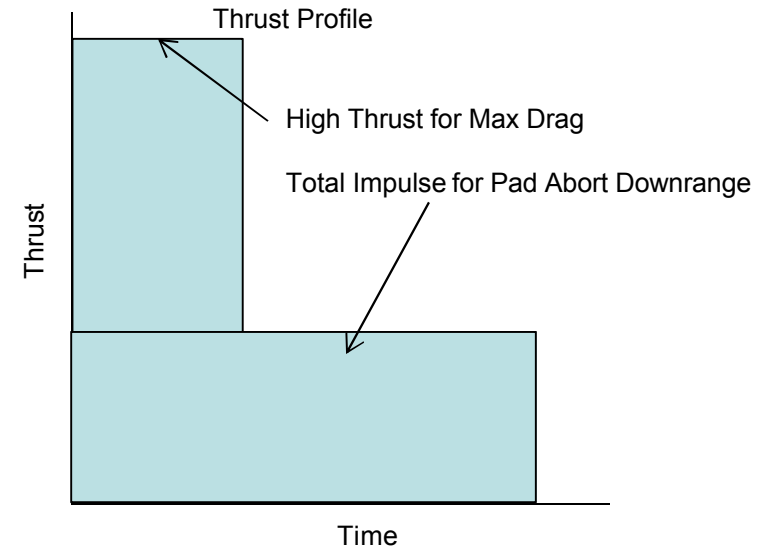 Thrust Profile
High Thrust for Max Drag
Total Impulse for Pad Abort Downrange
Thrust
Time